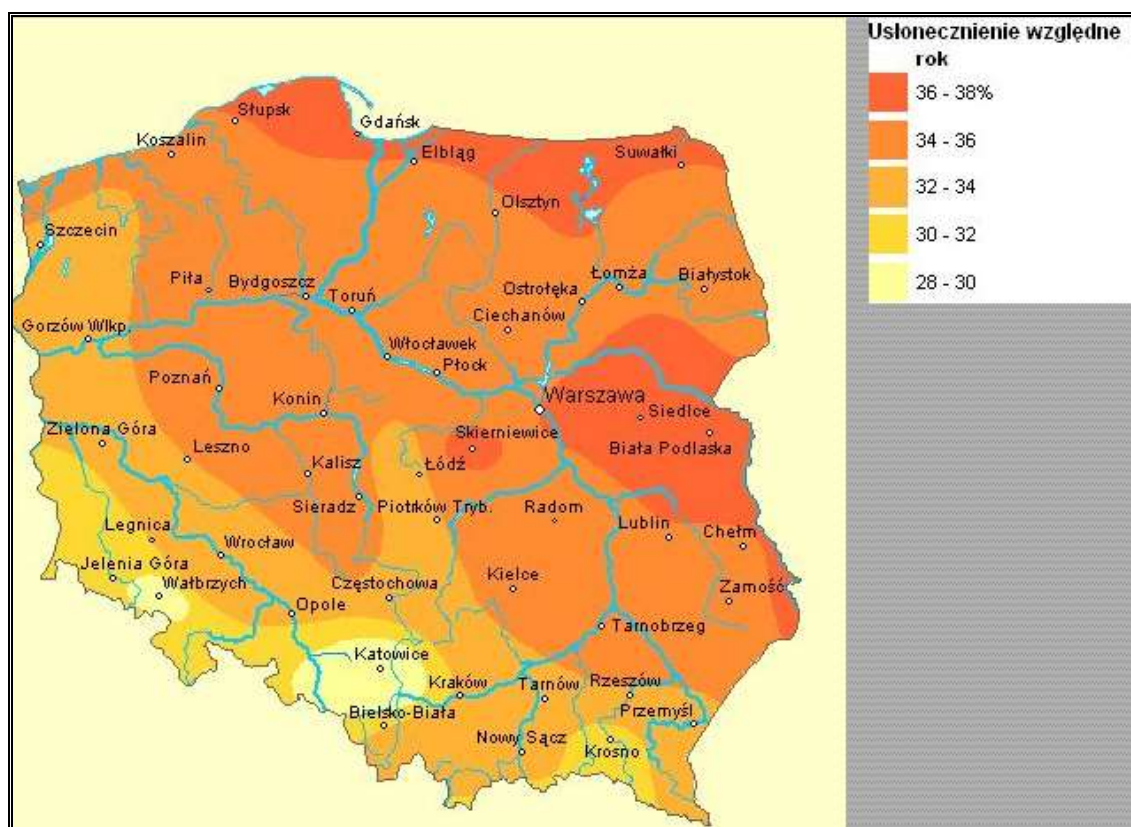 Usłonecznienie względne
rok
36 - 38%
34 - 36
32 - 34
30 - 32
28 - 30
Słupsk
Gdańsk
Koszalin
Elbląg
Suwałki
Olsztyn
Szczecin
Piła
Bydgoszcz
Toruń
Łomża
Białystok
Ostrołęka
Ciechanów
Gorzów Wlkp.
Włocławek
Płock
Poznań
Konin
Warszawa
Siedlce
Skierniewice
Biała Podlaska
Zielona Góra
Leszno
Kalisz
Łódź
Sieradz
Piotrków Tryb.
Radom
Lublin
Chełm
Legnica
Wrocław
Jelenia Góra
Wałbrzych
Częstochowa
Kielce
Zamość
Opole
Tarnobrzeg
Katowice
Kraków
Tarnów
Rzeszów
Bielsko-Biała
Przemyśl
Nowy Sącz
Krosno